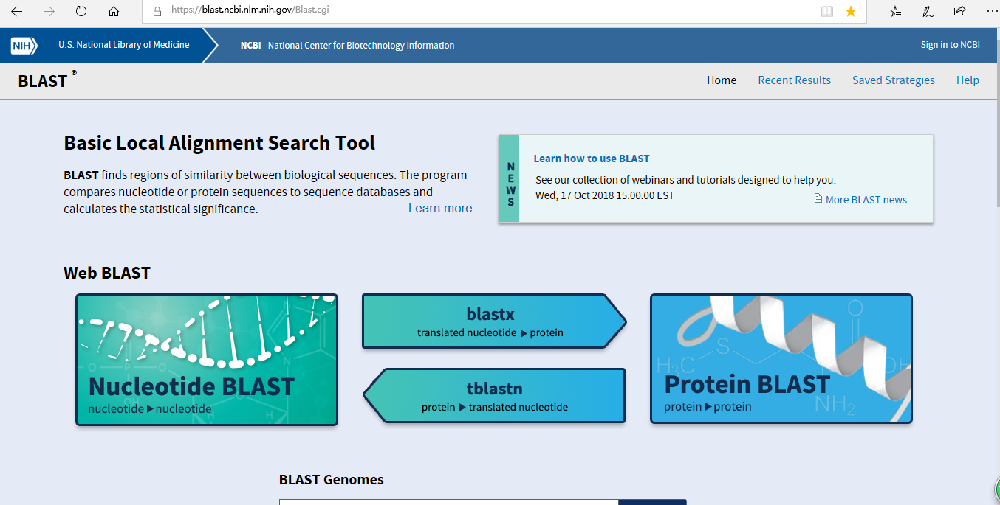 https://blast.ncbi.nlm.nih.gov/Blast.cgi
NIH U.S. National Library of Medicine NCBI National Center for Biotechnology Information Sign in to NCBI
BLAST ® Home Recent Results Saved Strategies Help
Basic Local Alignment Search Tool
BLAST finds regions of similarity between biological sequences. The program
compares nucleotide or protein sequences to sequence databases and
calculates the statistical significance.
Learn more
NEWS
Learn how to use BLAST
See our collection of webinars and tutorials designed to help you.
Wed, 17 Oct 2018 15:00:00 EST
More BLAST news...
Web BLAST
Nucleotide BLAST
nucleotide ▶ nucleotide
blastx
translated nucleotide ▶ protein
tblastn
protein ▶ translated nucleotide
H₃C
S
O
OH
NH₂
Protein BLAST
protein ▶ protein
BLAST Genomes